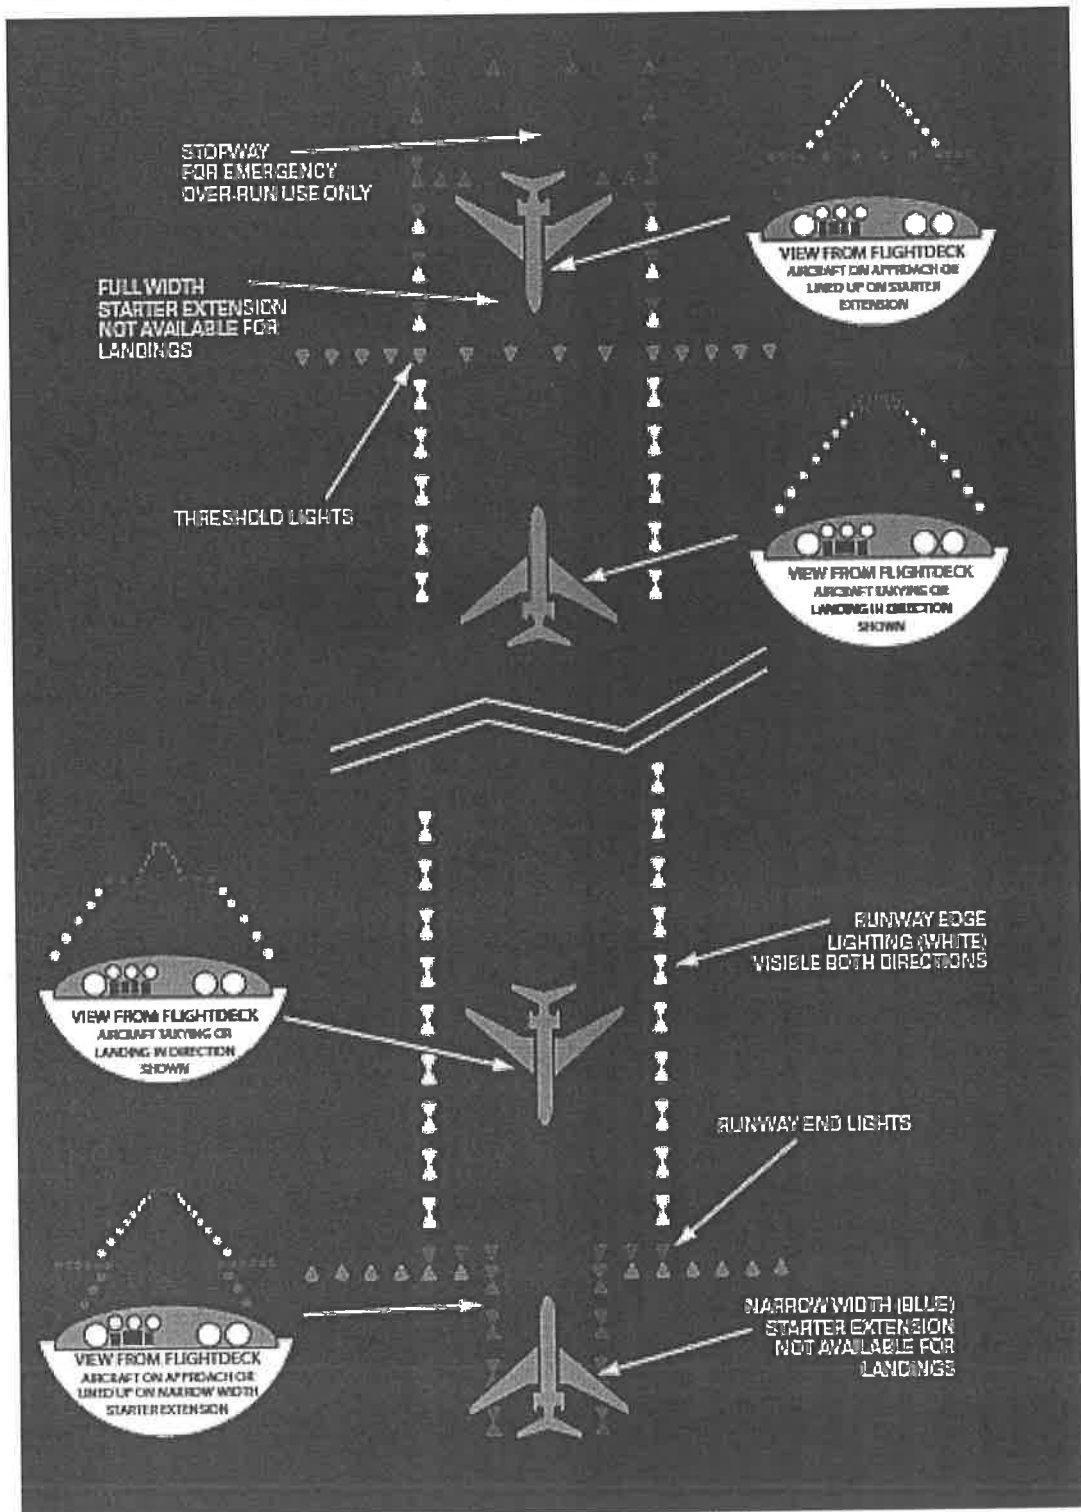 STOPWAY
FOR EMERGENCY
OVER-RUN USE ONLY
VIEW FROM FLIGHTDECK
AIRCRAFT ON APPROACH OR
LINED UP ON STARTER
EXTENSION
FULL WIDTH
STARTER EXTENSION
NOT AVAILABLE FOR
LANDINGS
THRESHOLD LIGHTS
VIEW FROM FLIGHTDECK
AIRCRAFT TAXYING OR
LANDING IN DIRECTION
SHOWN
RUNWAY EDGE
LIGHTING (WHITE)
VISIBLE BOTH DIRECTIONS
VIEW FROM FLIGHTDECK
AIRCRAFT TAXYING OR
LANDING IN DIRECTION
SHOWN
RUNWAY END LIGHTS
NARROW WIDTH (BLUE)
STARTER EXTENSION
NOT AVAILABLE FOR
LANDINGS
VIEW FROM FLIGHTDECK
AIRCRAFT ON APPROACH OR
LINED UP ON NARROW WIDTH
STARTER EXTENSION